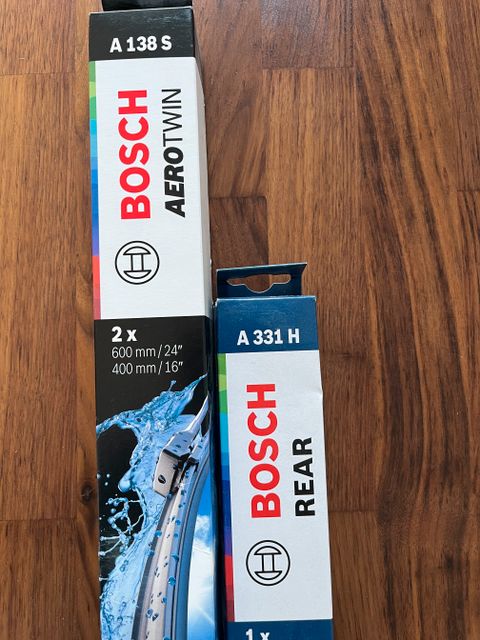 A 138 S
BOSCH
AEROTWIN
2 x
600 mm / 24"
400 mm / 16"
A 331 H
BOSCH
REAR
1 x